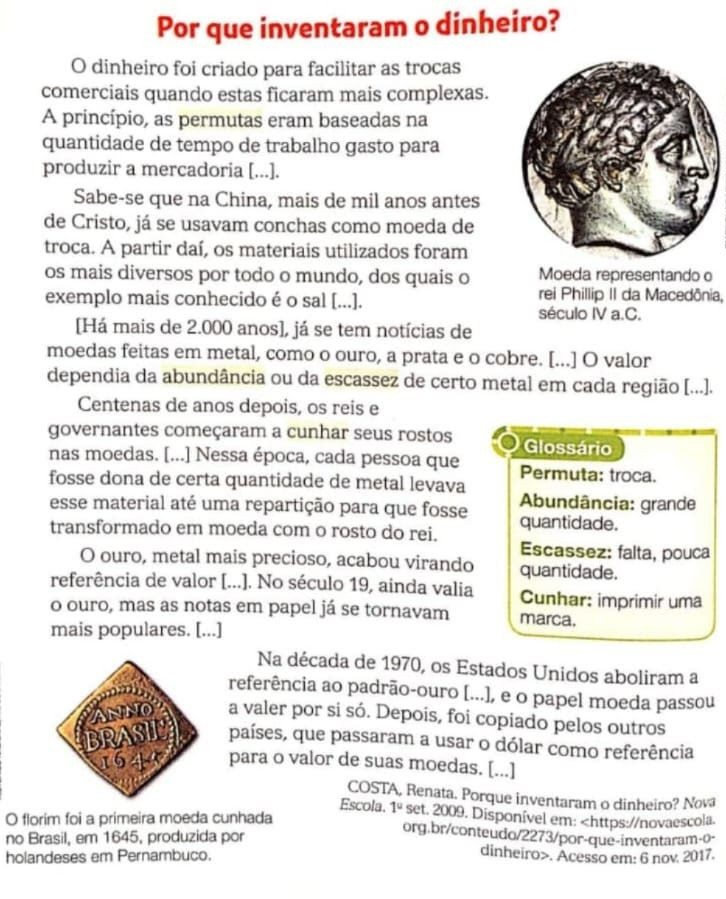 Por que inventaram o dinheiro?
O dinheiro foi criado para facilitar as trocas
comerciais quando estas ficaram mais complexas.
A princípio, as permutas eram baseadas na
quantidade de tempo de trabalho gasto para
produzir a mercadoria [...].
Sabe-se que na China, mais de mil anos antes
de Cristo, já se usavam conchas como moeda de
troca. A partir daí, os materiais utilizados foram
os mais diversos por todo o mundo, dos quais o
exemplo mais conhecido é o sal [...].
Moeda representando o
rei Phillip II da Macedônia,
século IV a.C.
[Há mais de 2.000 anos], já se tem notícias de
moedas feitas em metal, como o ouro, a prata e o cobre. [...] O valor
dependia da abundância ou da escassez de certo metal em cada região [...].
Centenas de anos depois, os reis e
governantes começaram a cunhar seus rostos
nas moedas. [...] Nessa época, cada pessoa que
fosse dona de certa quantidade de metal levava
esse material até uma repartição para que fosse
transformado em moeda com o rosto do rei.
O ouro, metal mais precioso, acabou virando
referência de valor [...]. No século 19, ainda valia
o ouro, mas as notas em papel já se tornavam
mais populares. [...]
Glossário
Permuta: troca.
Abundância: grande
quantidade.
Escassez: falta, pouca
quantidade.
Cunhar: imprimir uma
marca.
Na década de 1970, os Estados Unidos aboliram a
referência ao padrão-ouro [...], e o papel moeda passou
a valer por si só. Depois, foi copiado pelos outros
países, que passaram a usar o dólar como referência
para o valor de suas moedas. [...]
ANNO
BRASIL
164
O florim foi a primeira moeda cunhada
no Brasil, em 1645, produzida por
holandeses em Pernambuco.
COSTA, Renata. Porque inventaram o dinheiro? Nova
Escola. 1º set. 2009. Disponível em: <https://novaescola.
org.br/conteudo/2273/por-que-inventaram-o-
dinheiro>. Acesso em: 6 nov. 2017.